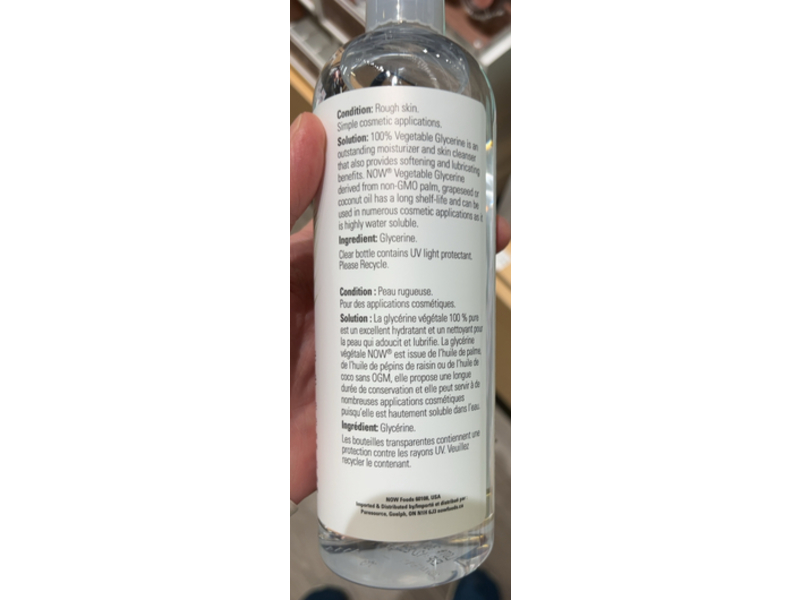 Condition: Rough skin.
Simple cosmetic applications.
Solution: 100% Vegetable Glycerine is an
outstanding moisturizer and skin cleanser
that also provides softening and lubricating
benefits. NOW® Vegetable Glycerine
derived from non-GMO palm, grapeseed or
coconut oil has a long shelf-life and can be
used in numerous cosmetic applications as it
is highly water soluble.
Ingredient: Glycerine.
Clear bottle contains UV light protectant.
Please Recycle.
Condition : Peau rugueuse.
Pour des applications cosmétiques.
Solution : La glycérine végétale 100 % pure
est un excellent hydratant et un nettoyant pour
la peau qui adoucit et lubrifie. La glycérine
végétale NOW® est issue de l'huile de palme,
de l'huile de pépins de raisin ou de l'huile de
coco sans OGM, elle propose une longue
durée de conservation et elle peut servir à de
nombreuses applications cosmétiques
puisqu'elle est hautement soluble dans l'eau.
Ingrédient: Glycérine.
Les bouteilles transparentes contiennent une
protection contre les rayons UV. Veuillez
recycler le contenant.
NOW Foods USA
Imported & Distributed by/Importé et distribué par:
Guelph, ON nowfoods.ca